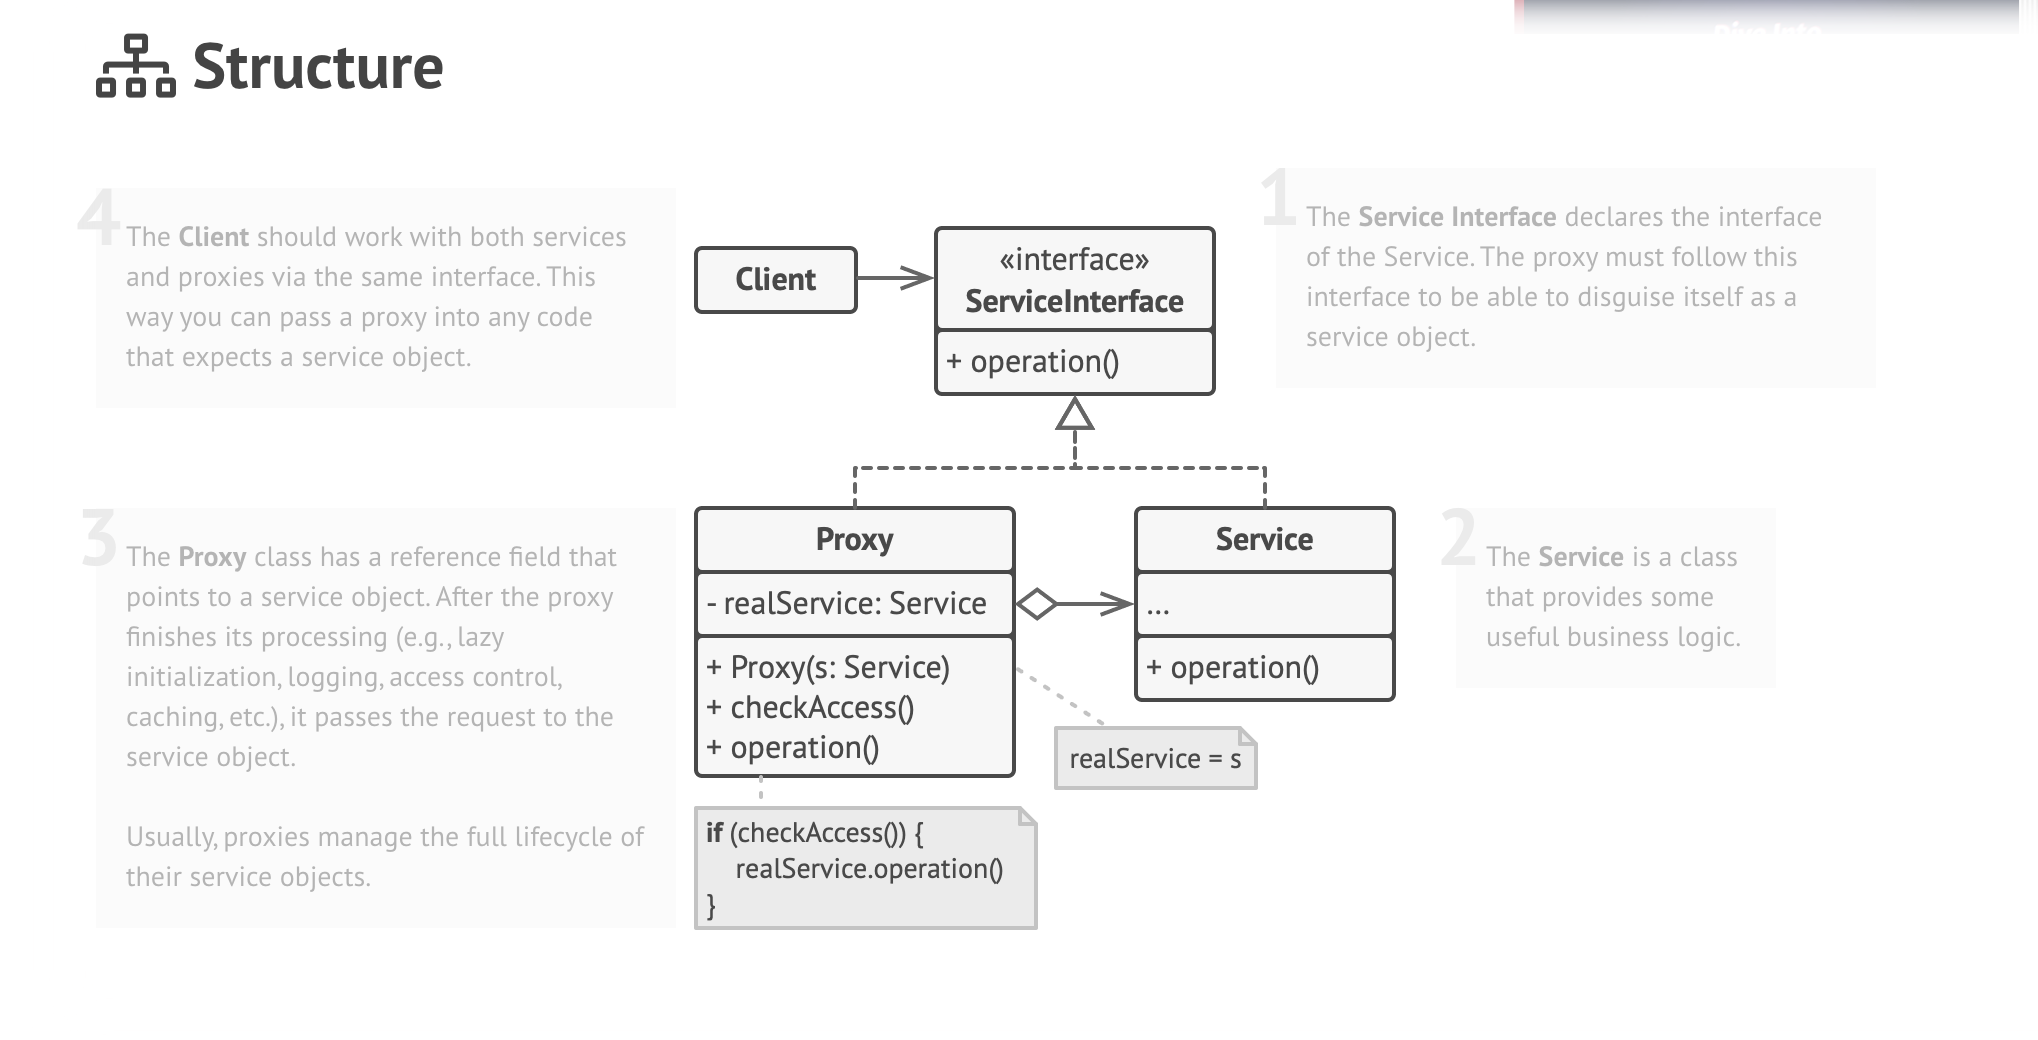 Structure
4
The Client should work with both services
and proxies via the same interface. This
way you can pass a proxy into any code
that expects a service object.
Client
«interface»
ServiceInterface
+ operation()
1
The Service Interface declares the interface
of the Service. The proxy must follow this
interface to be able to disguise itself as a
service object.
3
The Proxy class has a reference field that
points to a service object. After the proxy
finishes its processing (e.g., lazy
initialization, logging, access control,
caching, etc.), it passes the request to the
service object.
Usually, proxies manage the full lifecycle of
their service objects.
Proxy
- realService: Service
+ Proxy(s: Service)
+ checkAccess()
+ operation()
Service
...
+ operation()
2
The Service is a class
that provides some
useful business logic.
realService = s
if (checkAccess()) {
realService.operation()
}